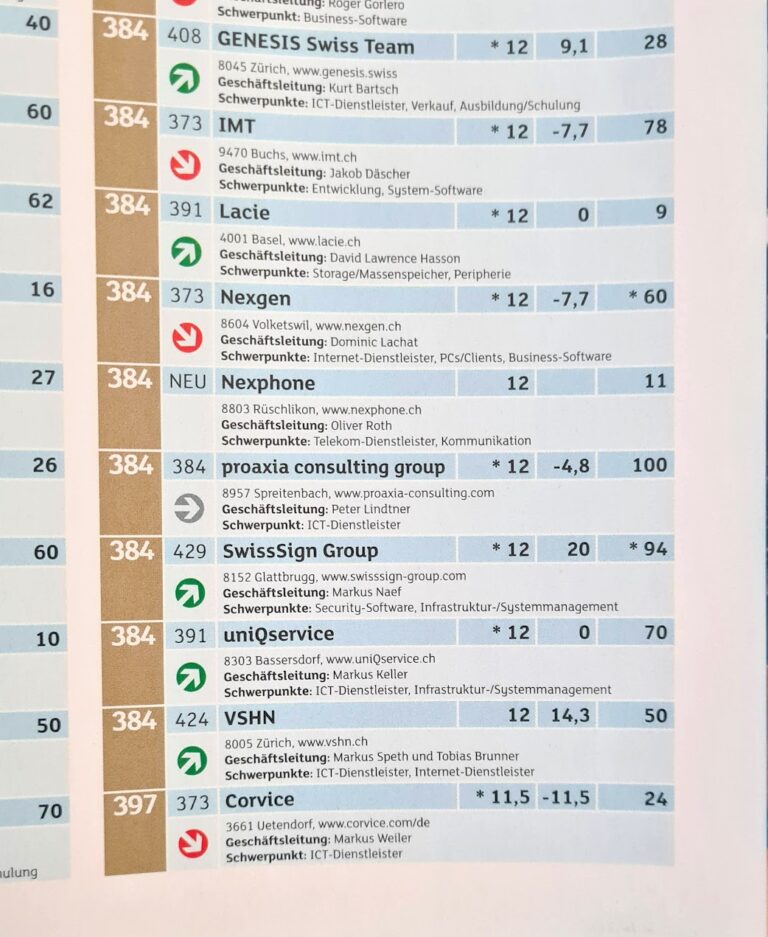 40
60
62
16
27
26
60
10
50
70
Roger Gorlero
Schwerpunkt: Business-Software
384 408 GENESIS Swiss Team * 12 9,1 28
8045 Zürich, www.genesis.swiss
Geschäftsleitung: Kurt Bartsch
Schwerpunkte: ICT-Dienstleister, Verkauf, Ausbildung/Schulung
384 373 IMT * 12 -7,7 78
9470 Buchs, www.imt.ch
Geschäftsleitung: Jakob Däscher
Schwerpunkte: Entwicklung, System-Software
384 391 Lacie * 12 0 9
4001 Basel, www.lacie.ch
Geschäftsleitung: David Lawrence Hasson
Schwerpunkte: Storage/Massenspeicher, Peripherie
384 373 Nexgen * 12 -7,7 * 60
8604 Volketswil, www.nexgen.ch
Geschäftsleitung: Dominic Lachat
Schwerpunkte: Internet-Dienstleister, PCs/Clients, Business-Software
384 NEU Nexphone 12 11
8803 Rüschlikon, www.nexphone.ch
Geschäftsleitung: Oliver Roth
Schwerpunkte: Telekom-Dienstleister, Kommunikation
384 384 proaxia consulting group * 12 -4,8 100
8957 Spreitenbach, www.proaxia-consulting.com
Geschäftsleitung: Peter Lindtner
Schwerpunkt: ICT-Dienstleister
384 429 SwissSign Group * 12 20 * 94
8152 Glattbrugg, www.swisssign-group.com
Geschäftsleitung: Markus Naef
Schwerpunkte: Security-Software, Infrastruktur-/Systemmanagement
384 391 uniQservice * 12 0 70
8303 Bassersdorf, www.uniQservice.ch
Geschäftsleitung: Markus Keller
Schwerpunkte: ICT-Dienstleister, Infrastruktur-/Systemmanagement
384 424 VSHN 12 14,3 50
8005 Zürich, www.vshn.ch
Geschäftsleitung: Markus Speth und Tobias Brunner
Schwerpunkte: ICT-Dienstleister, Internet-Dienstleister
397 373 Corvice * 11,5 -11,5 24
3661 Uetendorf, www.corvice.com/de
Geschäftsleitung: Markus Weiler
Schwerpunkt: ICT-Dienstleister